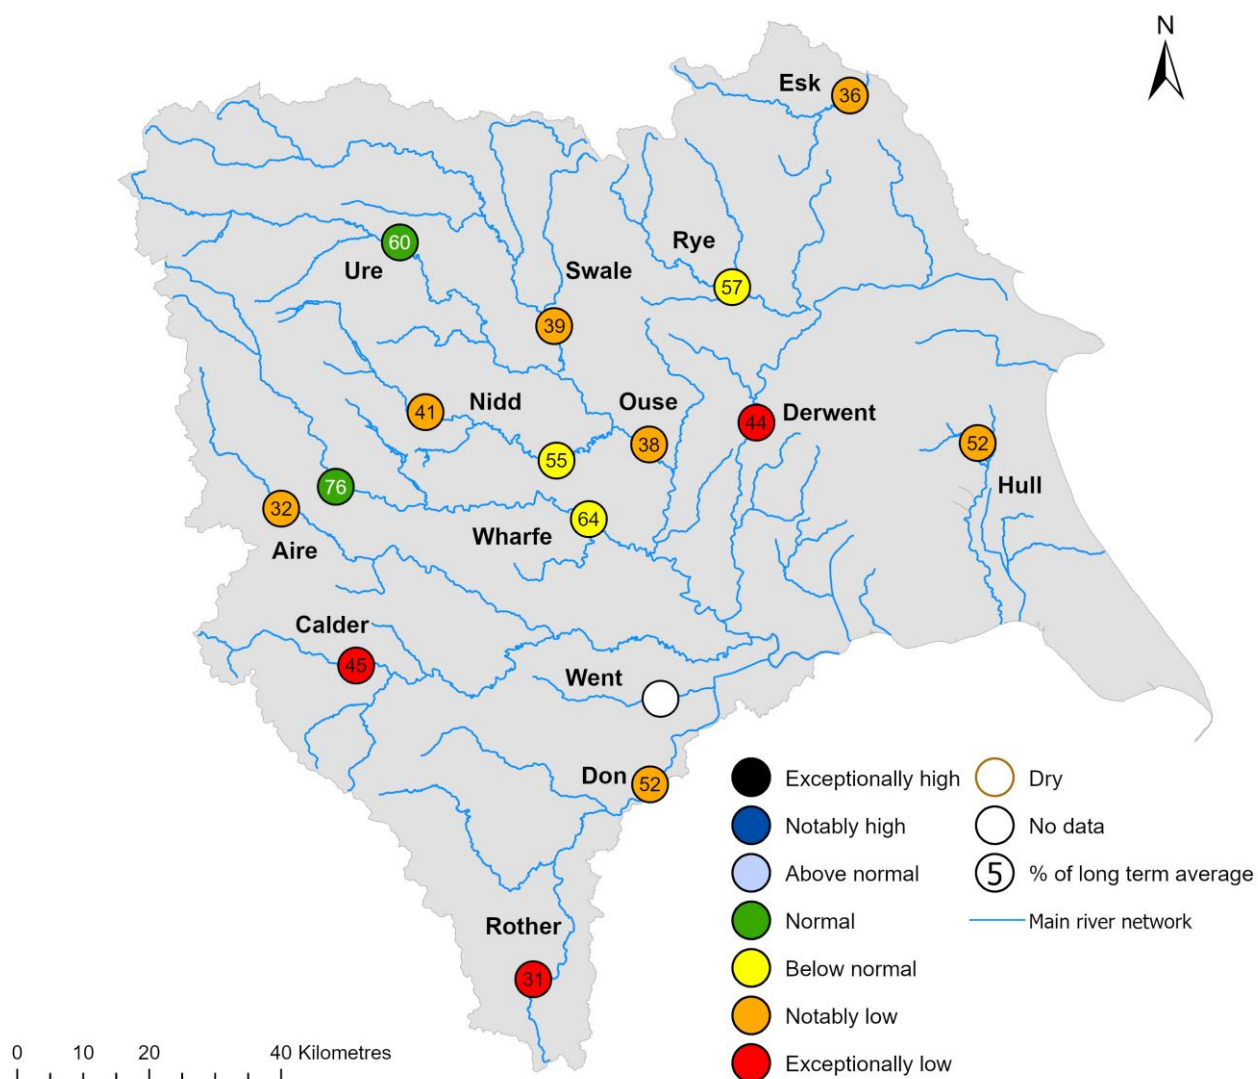 N
Esk
36
Rye
60
Ure
Swale
57
39
Nidd
Ouse
41
38
44
Derwent
52
Hull
55
76
32
Wharfe
64
Aire
Calder
45
Went
Don
52
Rother
31
Exceptionally high
Notably high
Above normal
Normal
Below normal
Notably low
Exceptionally low
Dry
No data
5 % of long term average
Main river network
0 10 20 40 Kilometres